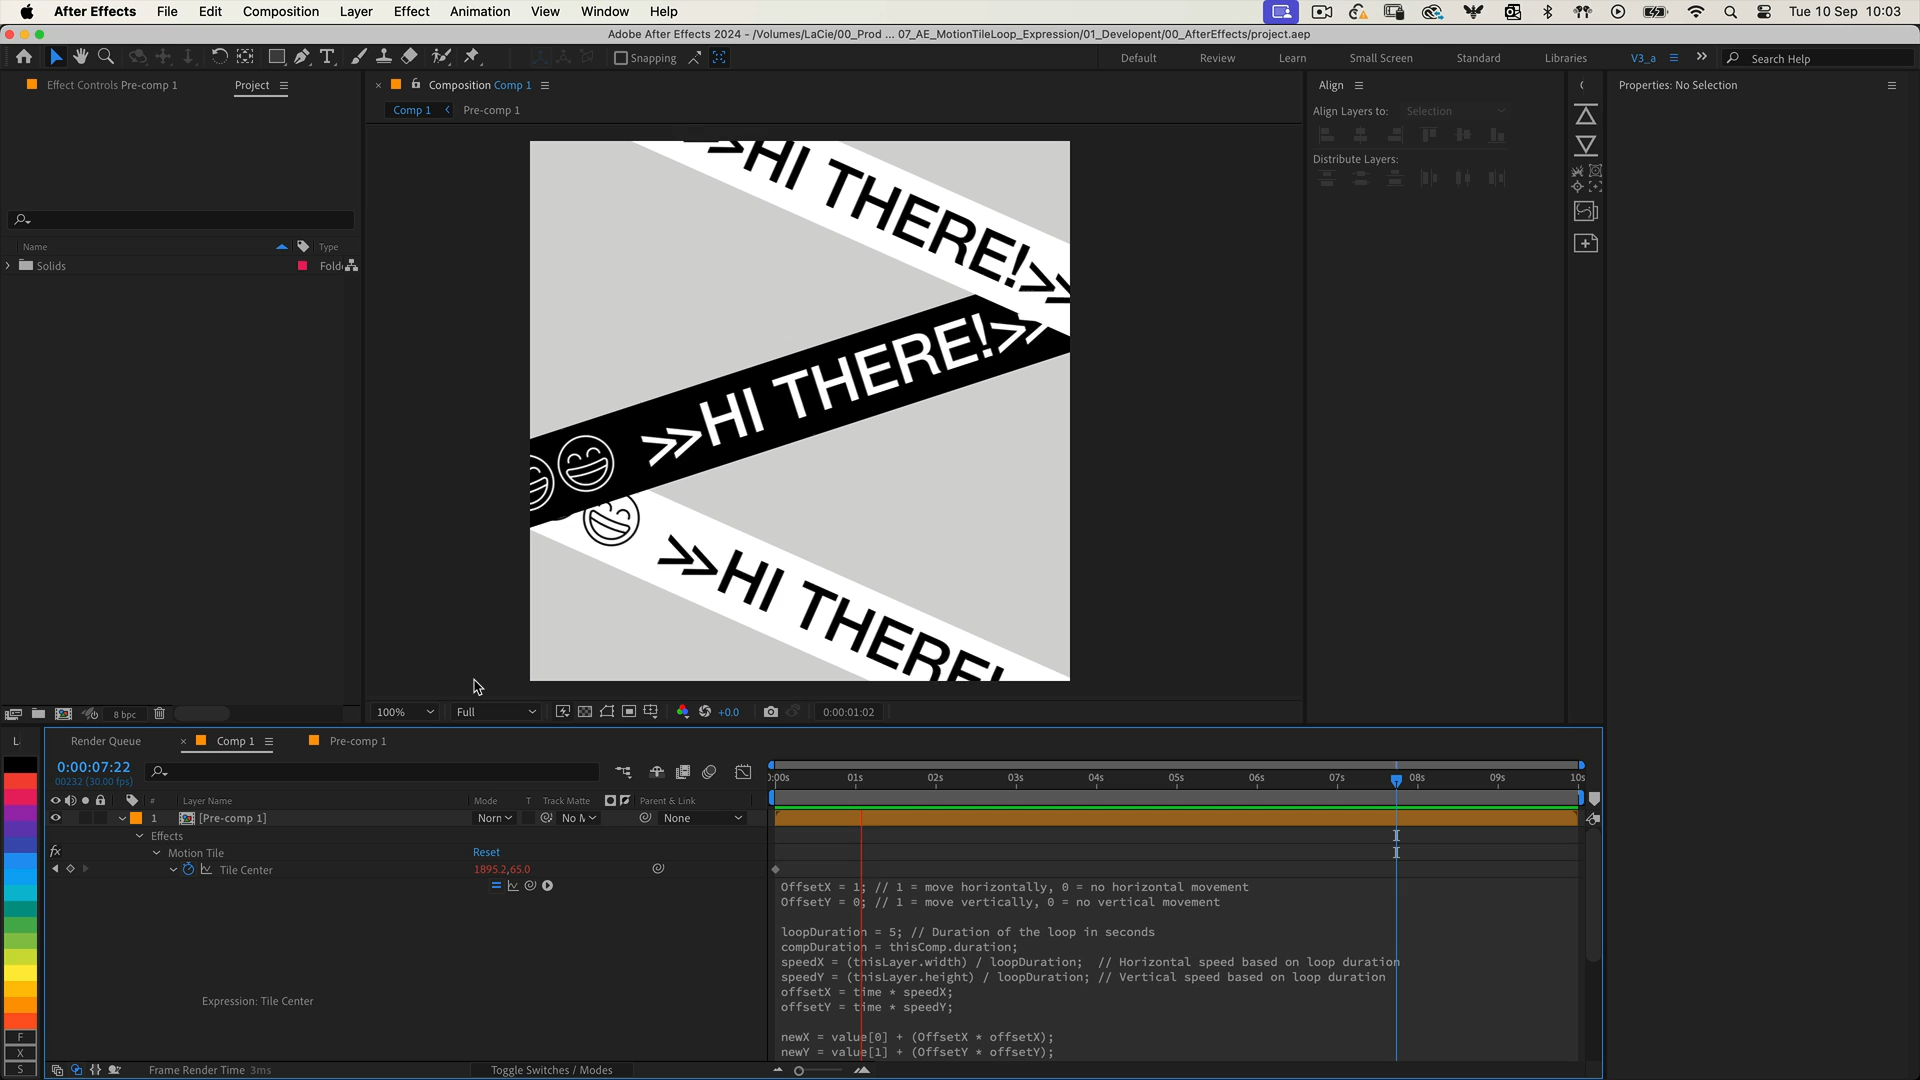 After Effects File Edit Composition Layer Effect Animation View Window Help Tue 10 Sep 10:03
Adobe After Effects 2024 - /Volumes/LaCie/00_Prod ... 07_AE_MotionTileLoop_Expression/01_Developent/00_AfterEffects/project.aep
Snapping Default Review Learn Small Screen Standard Libraries V3_a Search Help
Effect Controls Pre-comp 1 Project
Composition Comp 1
Align
Properties: No Selection
Comp 1 Pre-comp 1
Align Layers to: Selection
Distribute Layers:
Name Type
Solids Fold
>>HI THERE!>>
>>HI THERE!>>
>>HI THERE!
8 bpc
100% Full +0.0 0:00:01:02
L
Render Queue Comp 1 Pre-comp 1
0:00:07:22
00232 (30.00 fps)
:00s 01s 02s 03s 04s 05s 06s 07s 08s 09s 10s
# Layer Name Mode T Track Matte Parent & Link
1 [Pre-comp 1] Norn No M None
Effects
fx Motion Tile Reset
Tile Center 1895.2,65.0
OffsetX = 1; // 1 = move horizontally, 0 = no horizontal movement
OffsetY = 0; // 1 = move vertically, 0 = no vertical movement
loopDuration = 5; // Duration of the loop in seconds
compDuration = thisComp.duration;
speedX = (thisLayer.width) / loopDuration; // Horizontal speed based on loop duration
speedY = (thisLayer.height) / loopDuration; // Vertical speed based on loop duration
offsetX = time * speedX;
Expression: Tile Center
offsetY = time * speedY;
newX = value[0] + (OffsetX * offsetX);
newY = value[1] + (OffsetY * offsetY);
F
X
S
Frame Render Time 3ms Toggle Switches / Modes